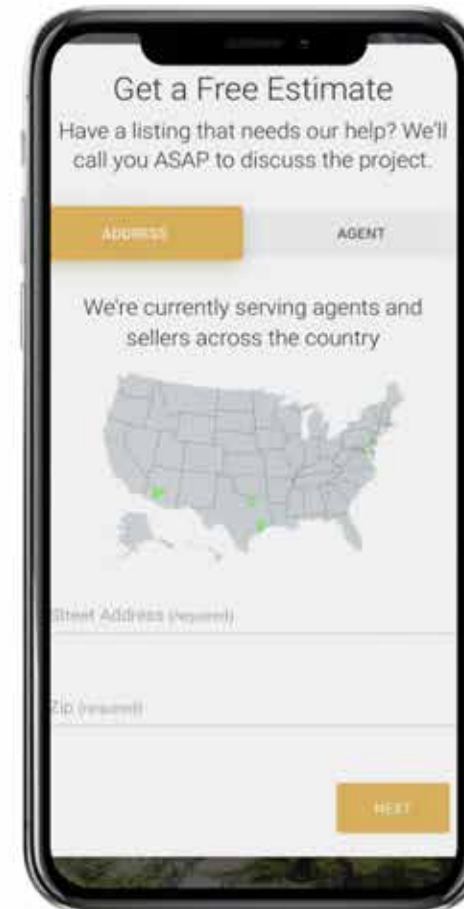 Get a Free Estimate
Have a listing that needs our help? We'll
call you ASAP to discuss the project.
ADDRESS
AGENT
We're currently serving agents and
sellers across the country
Street Address (required)
Zip (required)
NEXT